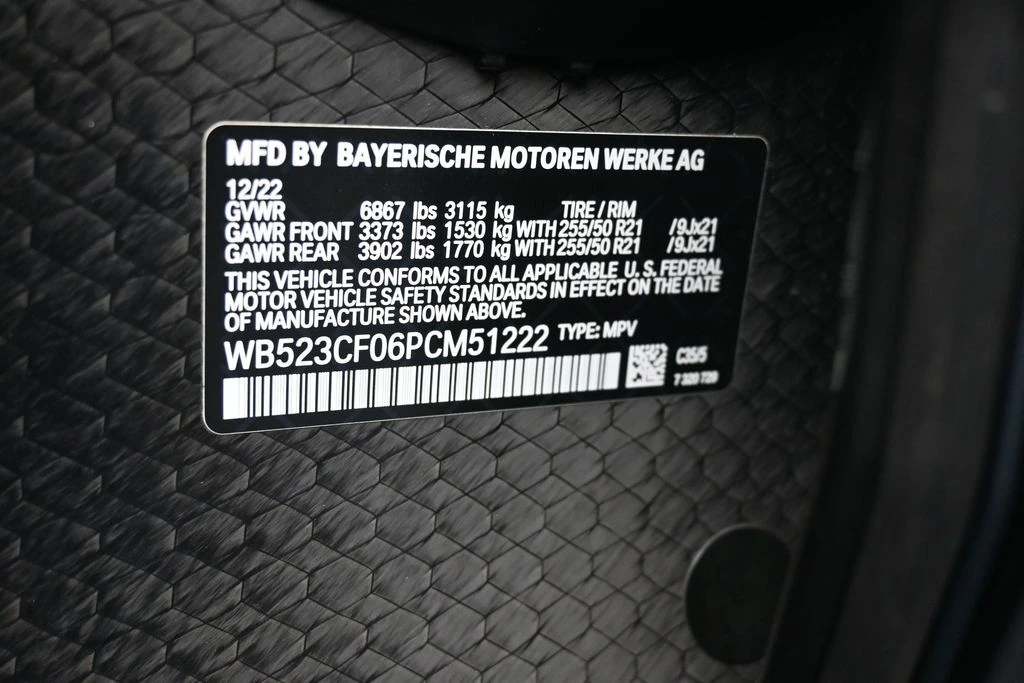 MFD BY BAYERISCHE MOTOREN WERKE AG
12/22
GVWR 6867 lbs 3115 kg TIRE / RIM
GAWR FRONT 3373 lbs 1530 kg WITH 255/50 R21 /9Jx21
GAWR REAR 3902 lbs 1770 kg WITH 255/50 R21 /9Jx21
THIS VEHICLE CONFORMS TO ALL APPLICABLE U. S. FEDERAL
MOTOR VEHICLE SAFETY STANDARDS IN EFFECT ON THE DATE
OF MANUFACTURE SHOWN ABOVE.
WB523CF06PCM51222 TYPE: MPV
C35/5